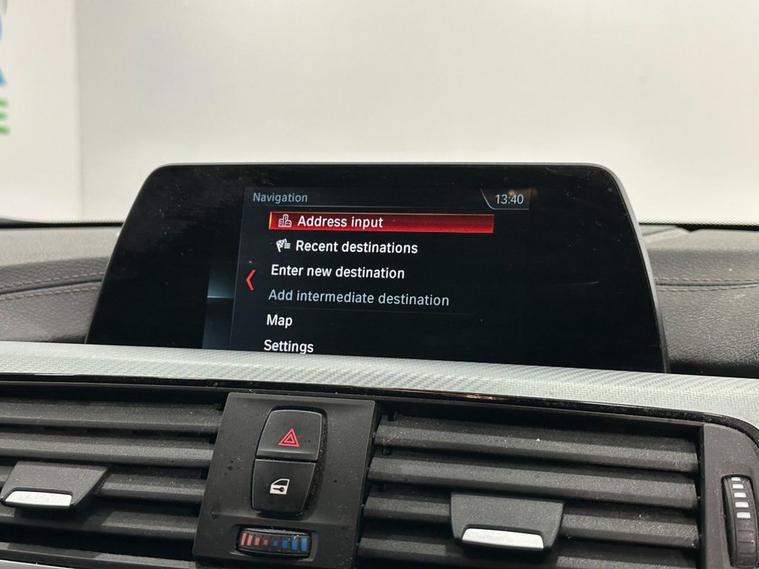 Navigation
13:40
Address input
Recent destinations
Enter new destination
Add intermediate destination
Map
Settings